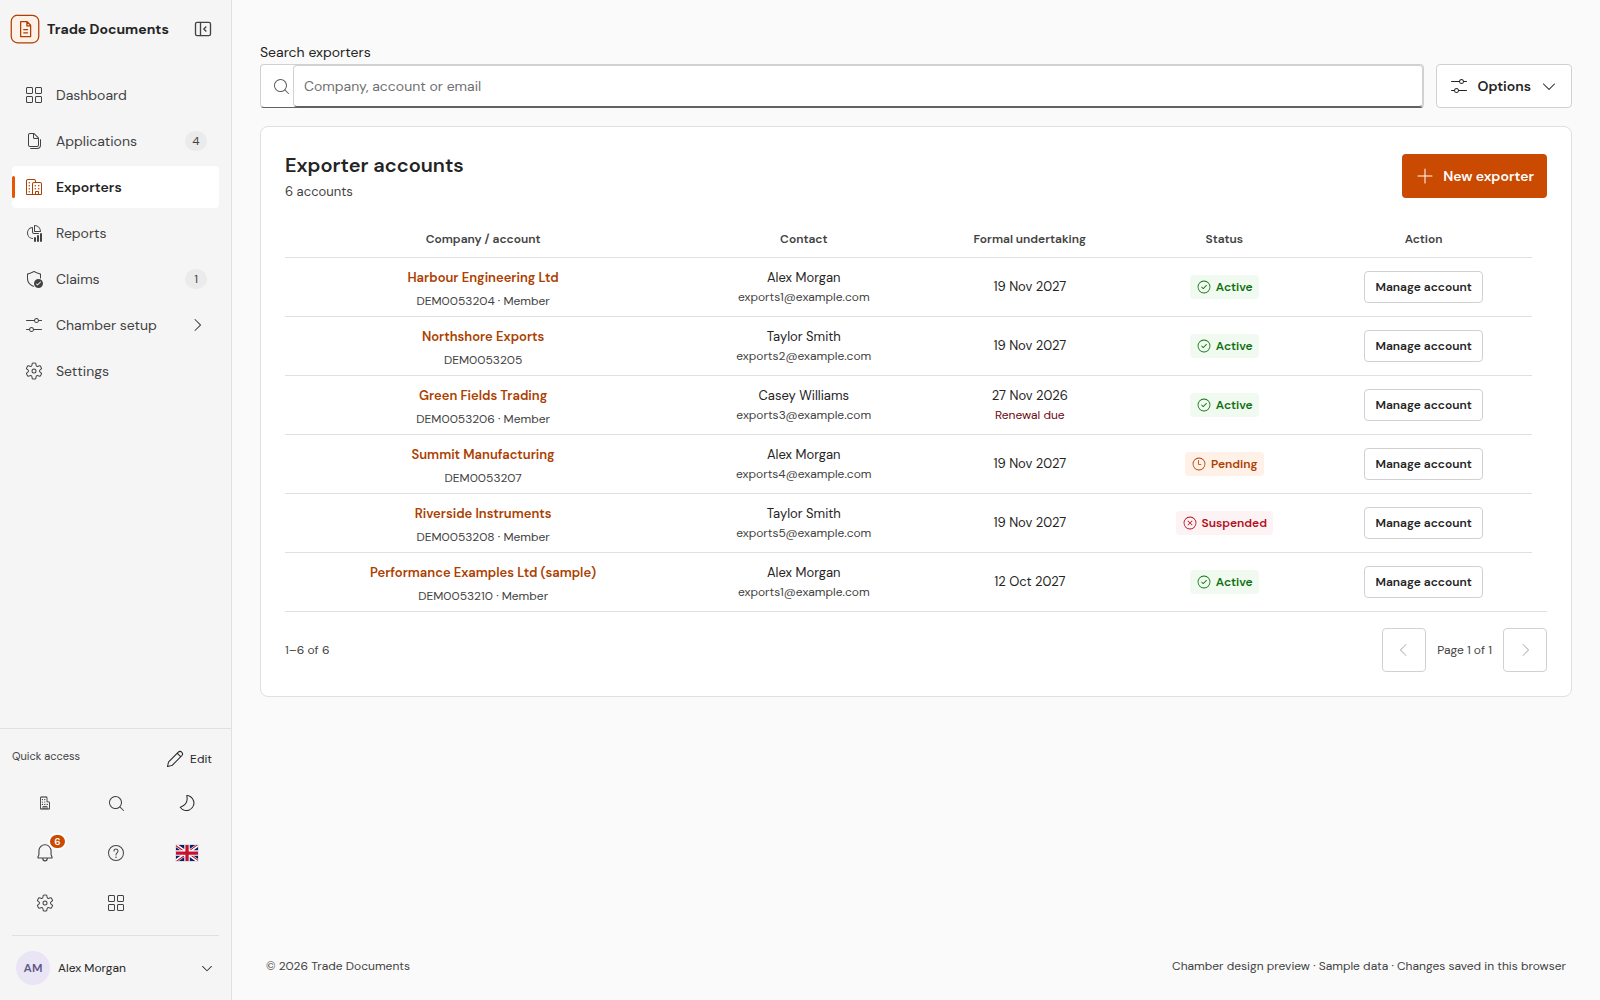 Trade Documents
Dashboard
Applications 4
Exporters
Reports
Claims 1
Chamber setup
Settings
Quick access
Edit
6
AM Alex Morgan
Search exporters
Company, account or email
Options
Exporter accounts
6 accounts
New exporter
Company / account Contact Formal undertaking Status Action
Harbour Engineering Ltd
DEM0053204 · Member
Alex Morgan
exports1@example.com
19 Nov 2027
Active
Manage account
Northshore Exports
DEM0053205
Taylor Smith
exports2@example.com
19 Nov 2027
Active
Manage account
Green Fields Trading
DEM0053206 · Member
Casey Williams
exports3@example.com
27 Nov 2026
Renewal due
Active
Manage account
Summit Manufacturing
DEM0053207
Alex Morgan
exports4@example.com
19 Nov 2027
Pending
Manage account
Riverside Instruments
DEM0053208 · Member
Taylor Smith
exports5@example.com
19 Nov 2027
Suspended
Manage account
Performance Examples Ltd (sample)
DEM0053210 · Member
Alex Morgan
exports1@example.com
12 Oct 2027
Active
Manage account
1–6 of 6
Page 1 of 1
© 2026 Trade Documents
Chamber design preview · Sample data · Changes saved in this browser